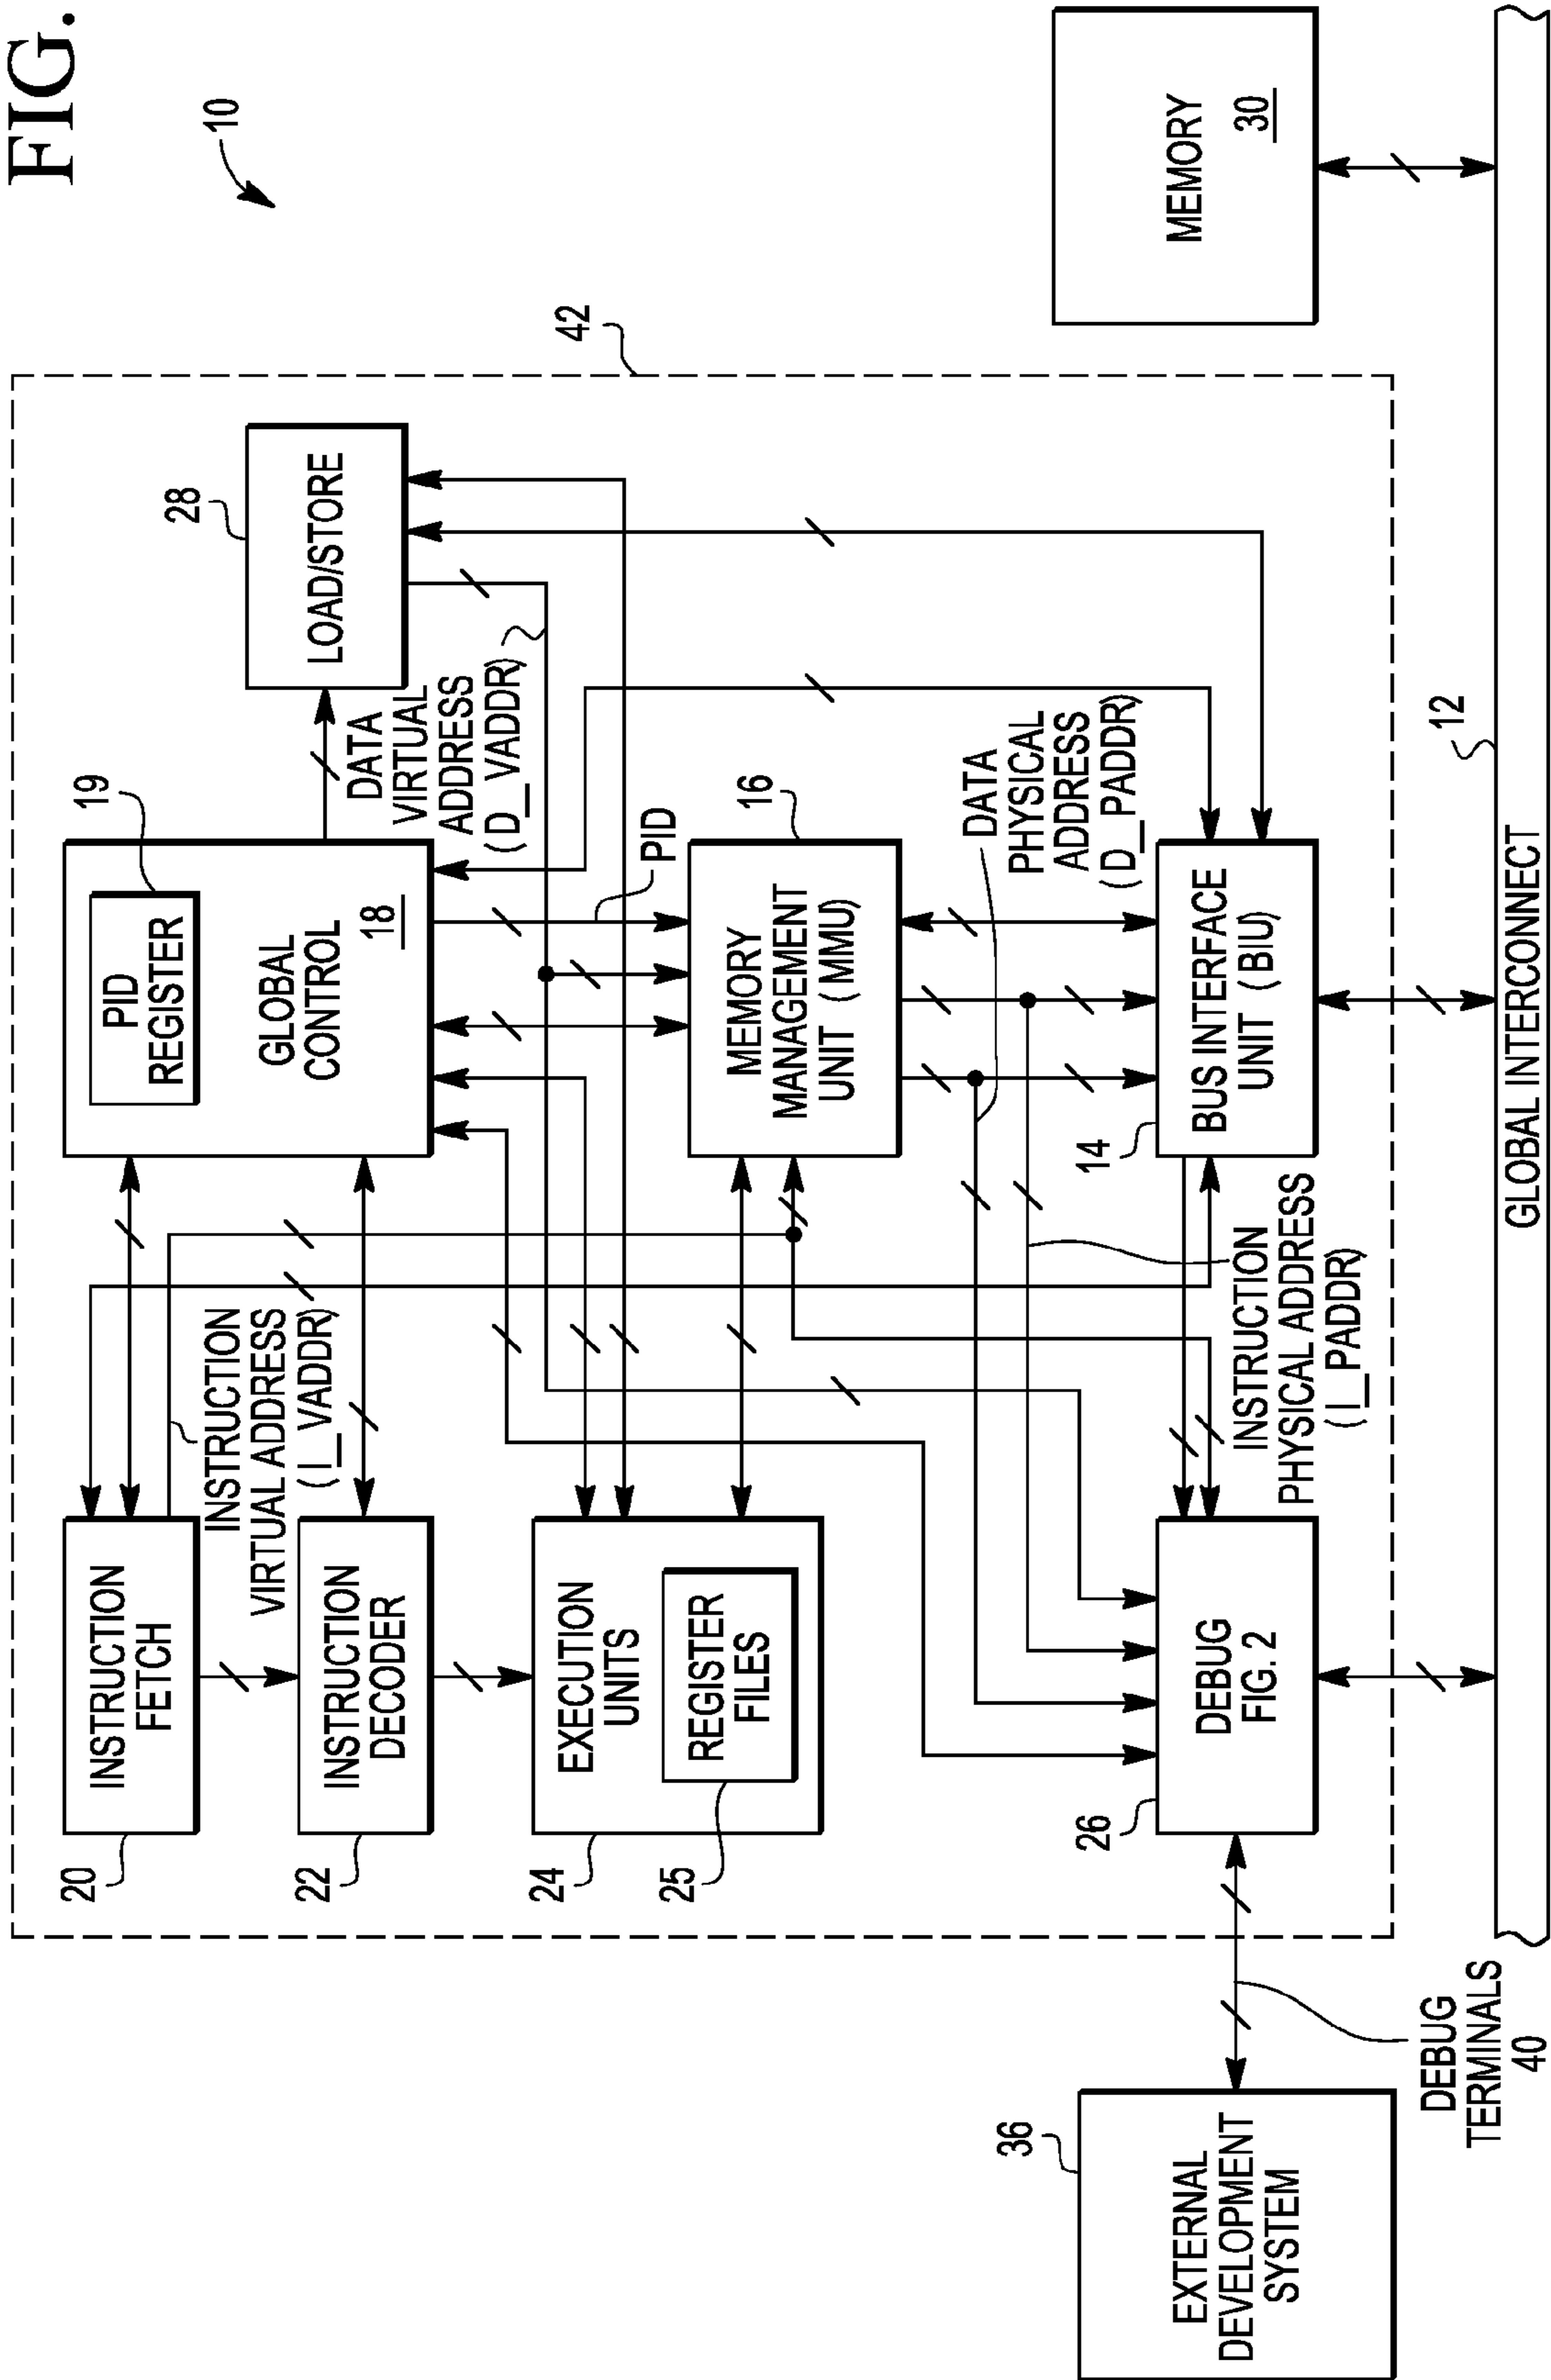 FIG.
10
42
20
INSTRUCTION
FETCH
INSTRUCTION
VIRTUAL ADDRESS
(I_VADDR)
19
PID
REGISTER
GLOBAL
CONTROL
18
28
LOAD/STORE
22
INSTRUCTION
DECODER
DATA
VIRTUAL
ADDRESS
(D_VADDR)
24
EXECUTION
UNITS
25
REGISTER
FILES
PID
16
MEMORY
MANAGEMENT
UNIT (MMU)
DATA
PHYSICAL
ADDRESS
(D_PADDR)
26
DEBUG
FIG. 2
INSTRUCTION
PHYSICAL ADDRESS
(I_PADDR)
14
BUS INTERFACE
UNIT (BIU)
MEMORY
30
36
EXTERNAL
DEVELOPMENT
SYSTEM
DEBUG
TERMINALS
40
12
GLOBAL INTERCONNECT